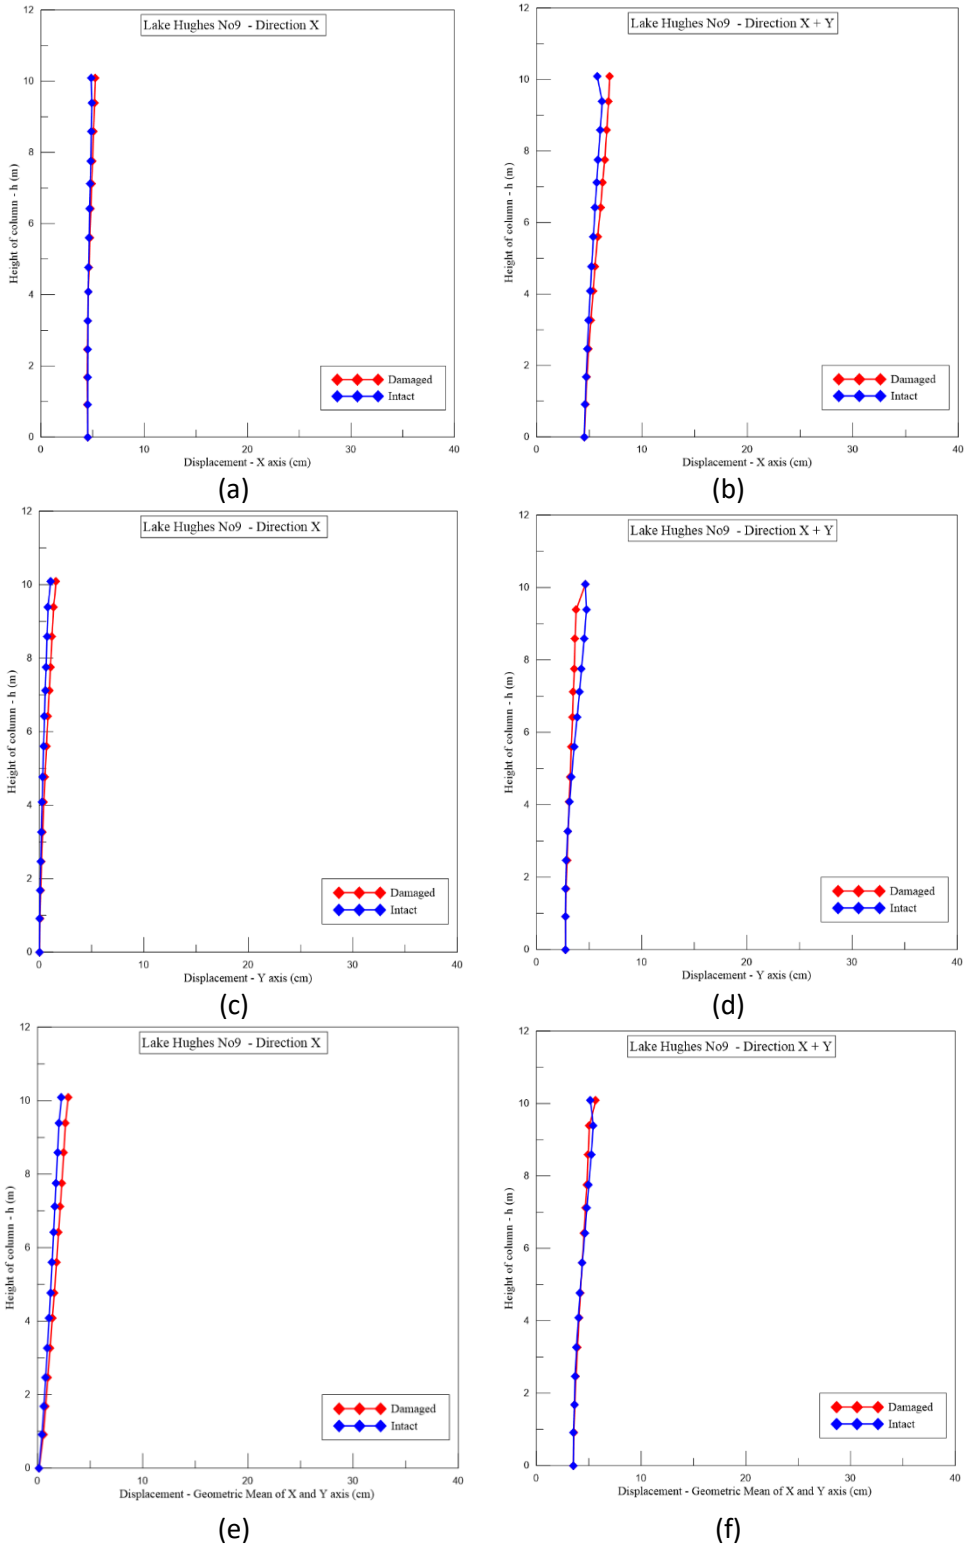 Lake Hughes No9 - Direction X
12
10
8
6
4
2
0
Height of column - h (m)
Damaged
Intact
0 10 20 30 40
Displacement - X axis (cm)
(a)
Lake Hughes No9 - Direction X + Y
12
10
8
6
4
2
0
Height of column - h (m)
Damaged
Intact
0 10 20 30 40
Displacement - X axis (cm)
(b)
Lake Hughes No9 - Direction X
12
10
8
6
4
2
0
Height of column - h (m)
Damaged
Intact
0 10 20 30 40
Displacement - Y axis (cm)
(c)
Lake Hughes No9 - Direction X + Y
12
10
8
6
4
2
0
Height of column - h (m)
Damaged
Intact
0 10 20 30 40
Displacement - Y axis (cm)
(d)
Lake Hughes No9 - Direction X
12
10
8
6
4
2
0
Height of column - h (m)
Damaged
Intact
0 10 20 30 40
Displacement - Geometric Mean of X and Y axis (cm)
(e)
Lake Hughes No9 - Direction X + Y
12
10
8
6
4
2
0
Height of column - h (m)
Damaged
Intact
0 10 20 30 40
Displacement - Geometric Mean of X and Y axis (cm)
(f)